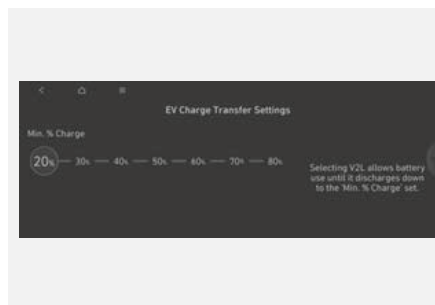 EV Charge Transfer Settings
Min. % Charge
20% 30% 40% 50% 60% 70% 80%
Selecting V2L allows battery
use until it discharges down
to the 'Min. % Charge' set.